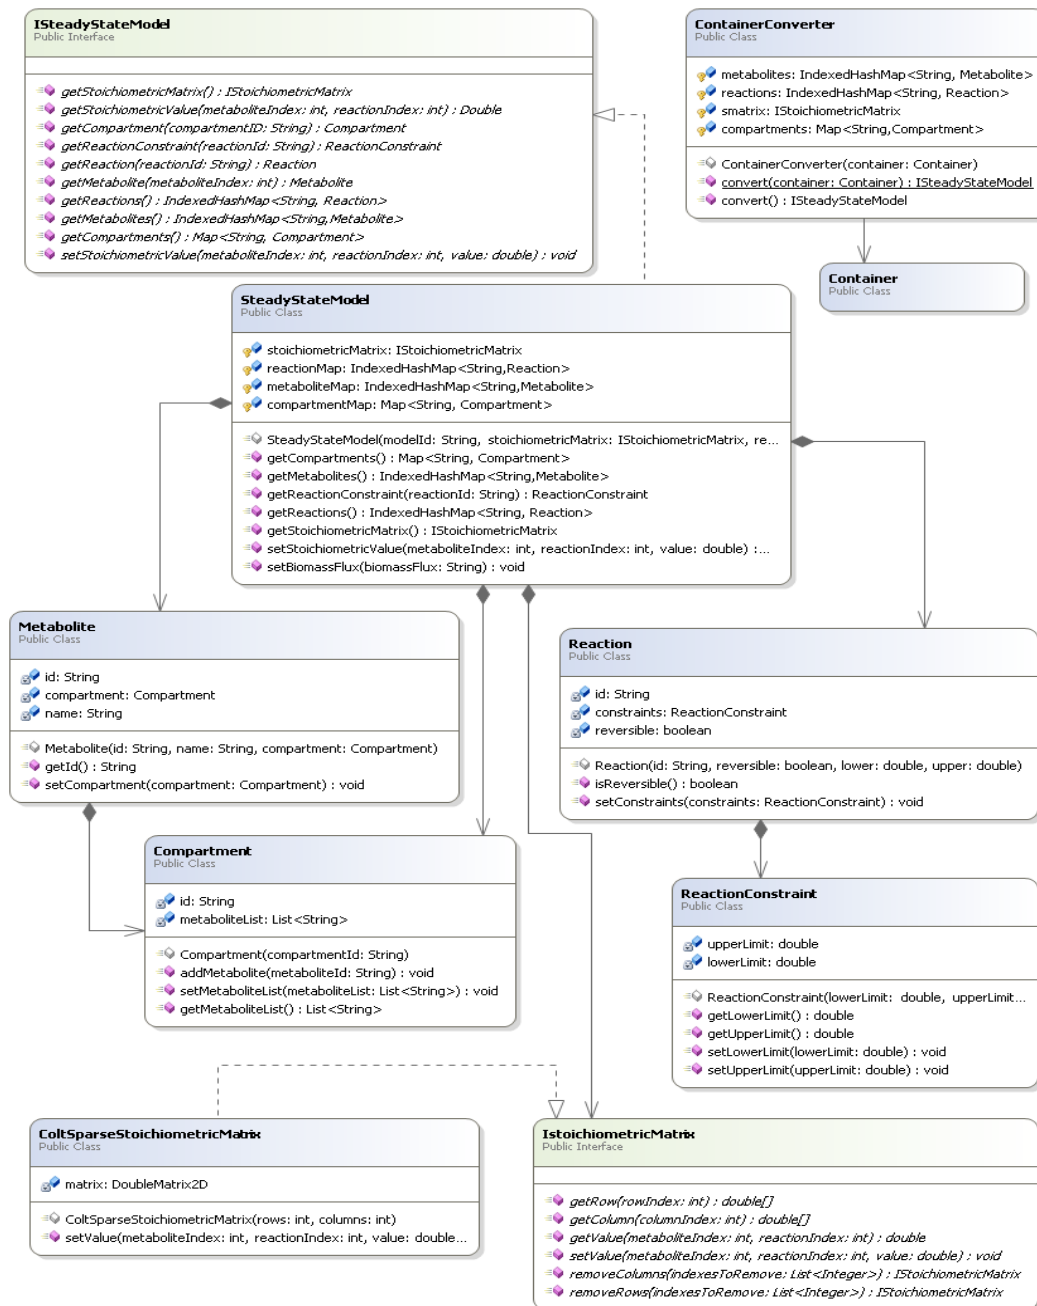 ISteadyStateModel
Public Interface
getStoichiometricMatrix() : IStoichiometricMatrix
getStoichiometricValue(metaboliteIndex: int, reactionIndex: int) : Double
getCompartment(compartmentID: String) : Compartment
getReactionConstraint(reactionId: String) : ReactionConstraint
getReaction(reactionId: String) : Reaction
getMetabolite(metaboliteIndex: int) : Metabolite
getReactions() : IndexedHashMap<String, Reaction>
getMetabolites() : IndexedHashMap<String,Metabolite>
getCompartments() : Map<String, Compartment>
setStoichiometricValue(metaboliteIndex: int, reactionIndex: int, value: double) : void
ContainerConverter
Public Class
metabolites: IndexedHashMap<String, Metabolite>
reactions: IndexedHashMap<String, Reaction>
smatrix: IStoichiometricMatrix
compartments: Map<String,Compartment>
ContainerConverter(container: Container)
convert(container: Container) : ISteadyStateModel
convert() : ISteadyStateModel
Container
Public Class
SteadyStateModel
Public Class
stoichiometricMatrix: IStoichiometricMatrix
reactionMap: IndexedHashMap<String,Reaction>
metaboliteMap: IndexedHashMap<String,Metabolite>
compartmentMap: Map<String, Compartment>
SteadyStateModel(modelId: String, stoichiometricMatrix: IStoichiometricMatrix, re...
getCompartments() : Map<String, Compartment>
getMetabolites() : IndexedHashMap<String,Metabolite>
getReactionConstraint(reactionId: String) : ReactionConstraint
getReactions() : IndexedHashMap<String, Reaction>
getStoichiometricMatrix() : IStoichiometricMatrix
setStoichiometricValue(metaboliteIndex: int, reactionIndex: int, value: double) :...
setBiomassFlux(biomassFlux: String) : void
Metabolite
Public Class
id: String
compartment: Compartment
name: String
Metabolite(id: String, name: String, compartment: Compartment)
getId() : String
setCompartment(compartment: Compartment) : void
Reaction
Public Class
id: String
constraints: ReactionConstraint
reversible: boolean
Reaction(id: String, reversible: boolean, lower: double, upper: double)
isReversible() : boolean
setConstraints(constraints: ReactionConstraint) : void
Compartment
Public Class
id: String
metaboliteList: List<String>
Compartment(compartmentId: String)
addMetabolite(metaboliteId: String) : void
setMetaboliteList(metaboliteList: List<String>) : void
getMetaboliteList() : List<String>
ReactionConstraint
Public Class
upperLimit: double
lowerLimit: double
ReactionConstraint(lowerLimit: double, upperLimit...
getLowerLimit() : double
getUpperLimit() : double
setLowerLimit(lowerLimit: double) : void
setUpperLimit(upperLimit: double) : void
ColtSparseStoichiometricMatrix
Public Class
matrix: DoubleMatrix2D
ColtSparseStoichiometricMatrix(rows: int, columns: int)
setValue(metaboliteIndex: int, reactionIndex: int, value: double...
IstoichiometricMatrix
Public Interface
getRow(rowIndex: int) : double[]
getColumn(columnIndex: int) : double[]
getValue(metaboliteIndex: int, reactionIndex: int) : double
setValue(metaboliteIndex: int, reactionIndex: int, value: double) : void
removeColumns(indexesToRemove: List<Integer>) : IStoichiometricMatrix
removeRows(indexesToRemove: List<Integer>) : IStoichiometricMatrix